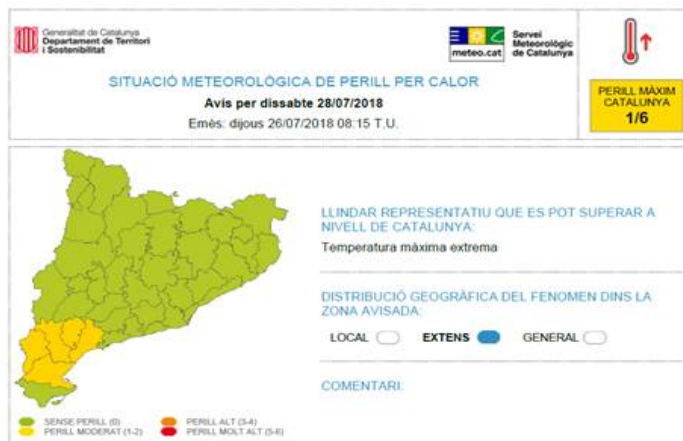 Generalitat de Catalunya
Departament de Territori
i Sostenibilitat
meteo.cat
Servei
Meteorològic
de Catalunya
SITUACIÓ METEOROLÒGICA DE PERILL PER CALOR
Avís per dissabte 28/07/2018
Emès: dijous 26/07/2018 08:15 T.U.
PERILL MÀXIM
CATALUNYA
1/6
LLINDAR REPRESENTATIU QUE ES POT SUPERAR A
NIVELL DE CATALUNYA:
Temperatura màxima extrema
DISTRIBUCIÓ GEOGRÀFICA DEL FENOMEN DINS LA
ZONA AVISADA:
LOCAL EXTENS GENERAL
COMENTARI:
SENSE PERILL (0) PERILL ALT (3-4)
PERILL MODERAT (1-2) PERILL MOLT ALT (5-6)